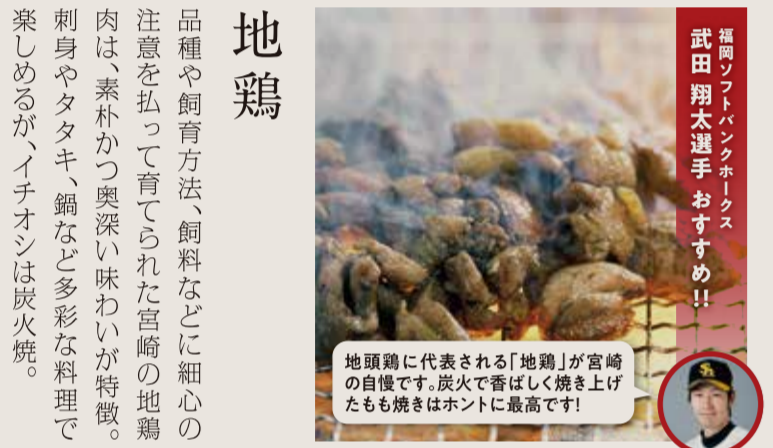 福岡ソフトバンクホークス
武田 翔太選手 おすすめ!!
地頭鶏に代表される「地鶏」が宮崎
の自慢です。炭火で香ばしく焼き上げ
たもも焼きはホントに最高です!
地鶏
品種や飼育方法、飼料などに細心の
注意を払って育てられた宮崎の地鶏
肉は、素朴かつ奥深い味わいが特徴。
刺身やタタキ、鍋など多彩な料理で
楽しめるが、イチオシは炭火焼。